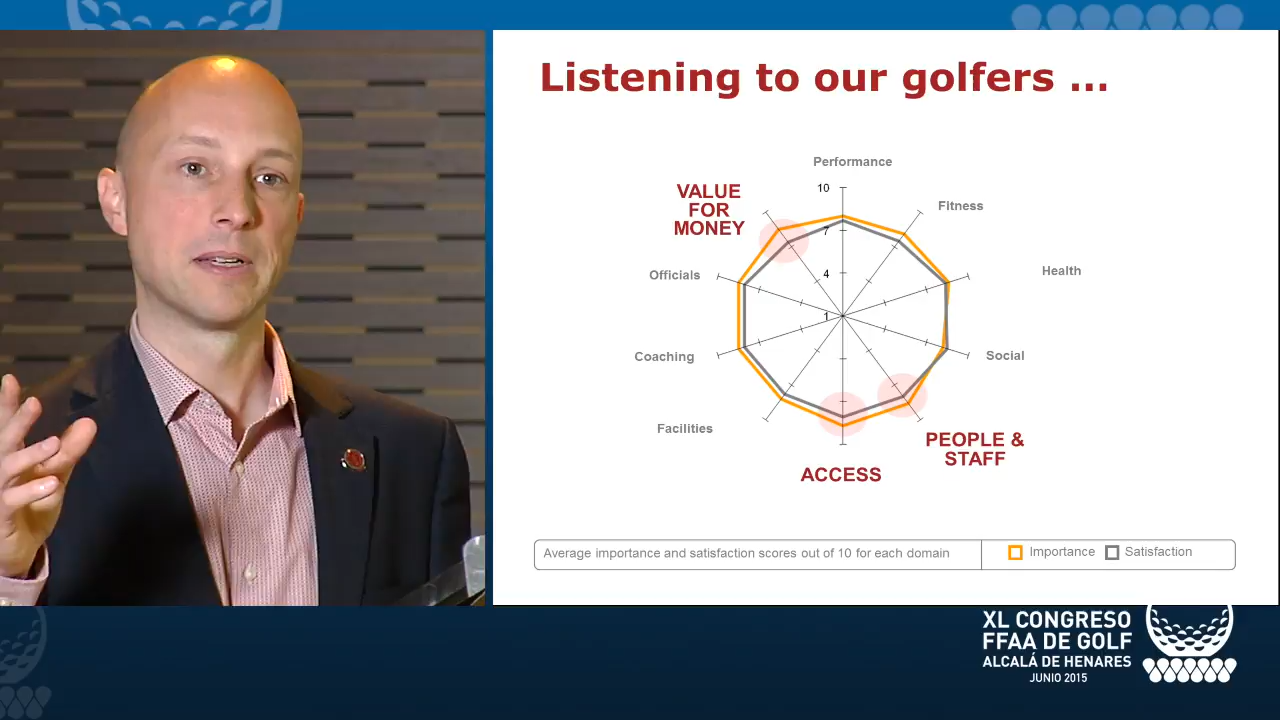 Listening to our golfers ...
Performance
10
VALUE
FOR
MONEY
Fitness
7
Officials
4
Health
1
Coaching
Social
Facilities
PEOPLE &
STAFF
ACCESS
Average importance and satisfaction scores out of 10 for each domain
Importance
Satisfaction
XL CONGRESO
FFAA DE GOLF
ALCALÁ DE HENARES
JUNIO 2015